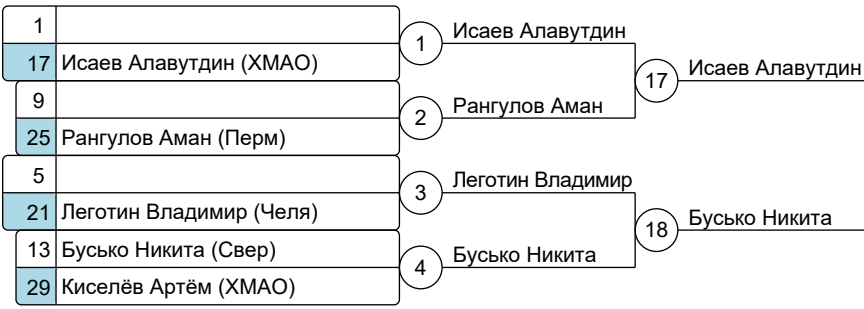 1
17 Исаев Алавутдин (ХМАО)
9
25 Рангулов Аман (Перм)
5
21 Леготин Владимир (Челя)
13 Бусько Никита (Свер)
29 Киселёв Артём (ХМАО)
1 Исаев Алавутдин
2 Рангулов Аман
3 Леготин Владимир
4 Бусько Никита
17 Исаев Алавутдин
18 Бусько Никита